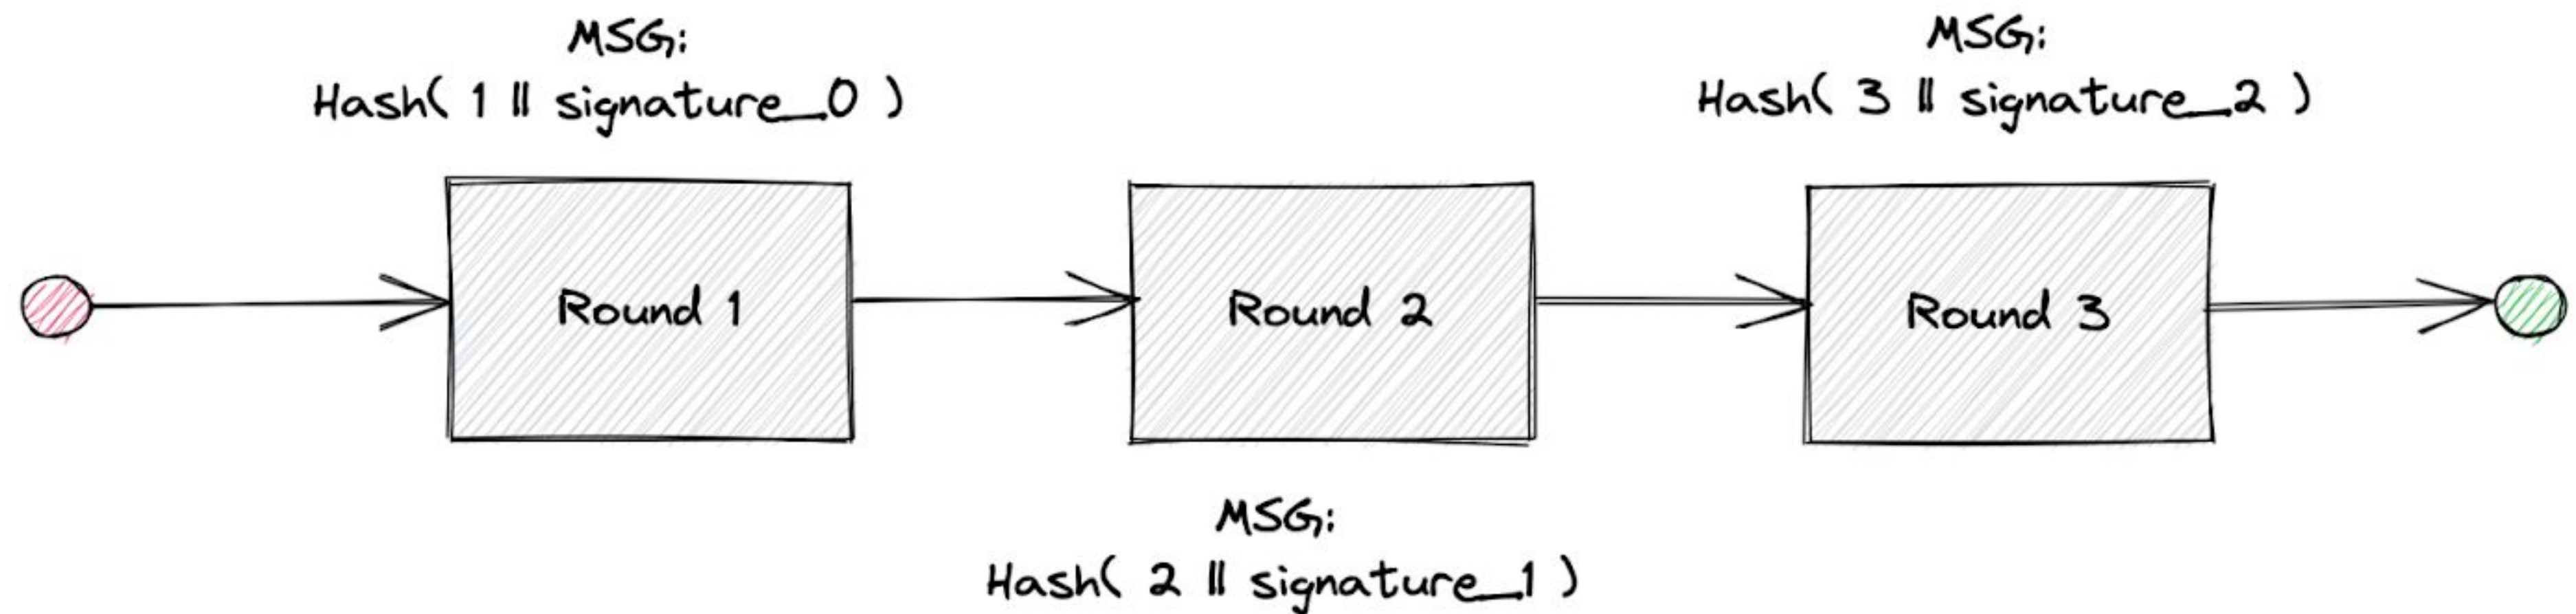 MSG:
Hash( 1 || signature_0 )
MSG:
Hash( 3 || signature_2 )
Round 1
Round 2
Round 3
MSG:
Hash( 2 || signature_1 )